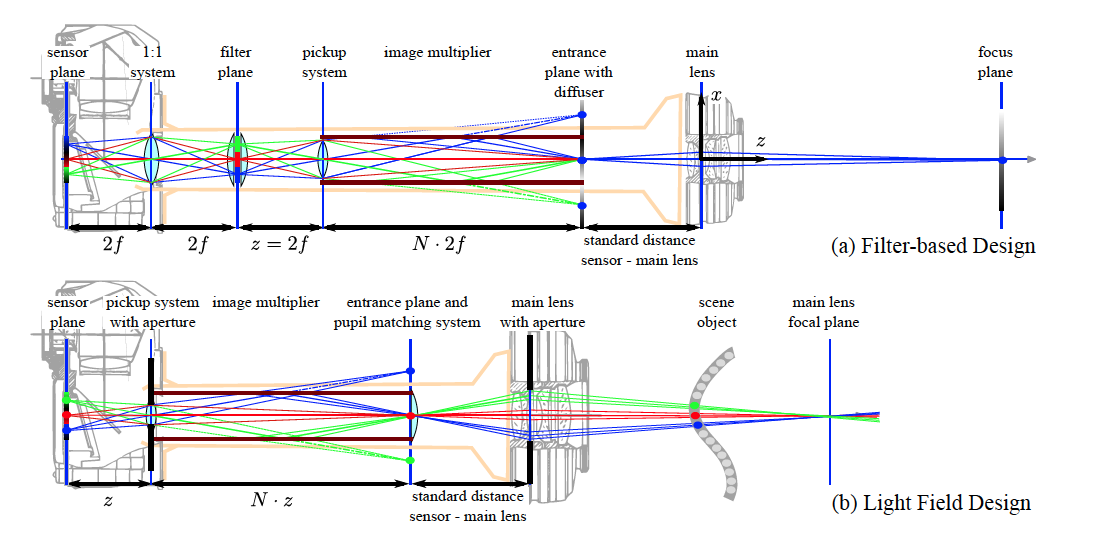 sensor plane
1:1 system
filter plane
pickup system
image multiplier
entrance plane with diffuser
main lens
focus plane
x
z
2f
2f
z = 2f
N · 2f
standard distance
sensor - main lens
(a) Filter-based Design
sensor plane
pickup system with aperture
image multiplier
entrance plane and pupil matching system
main lens with aperture
scene object
main lens focal plane
z
N · z
standard distance
sensor - main lens
(b) Light Field Design